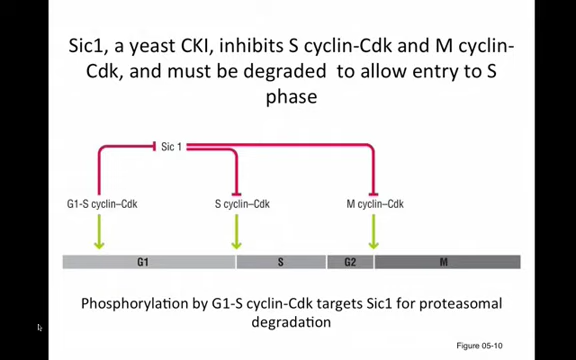 Sic1, a yeast CKI, inhibits S cyclin-Cdk and M cyclin-
Cdk, and must be degraded to allow entry to S
phase
Sic 1
G1-S cyclin–Cdk S cyclin–Cdk M cyclin–Cdk
G1 S G2 M
Phosphorylation by G1-S cyclin-Cdk targets Sic1 for proteasomal
degradation
Figure 05-10